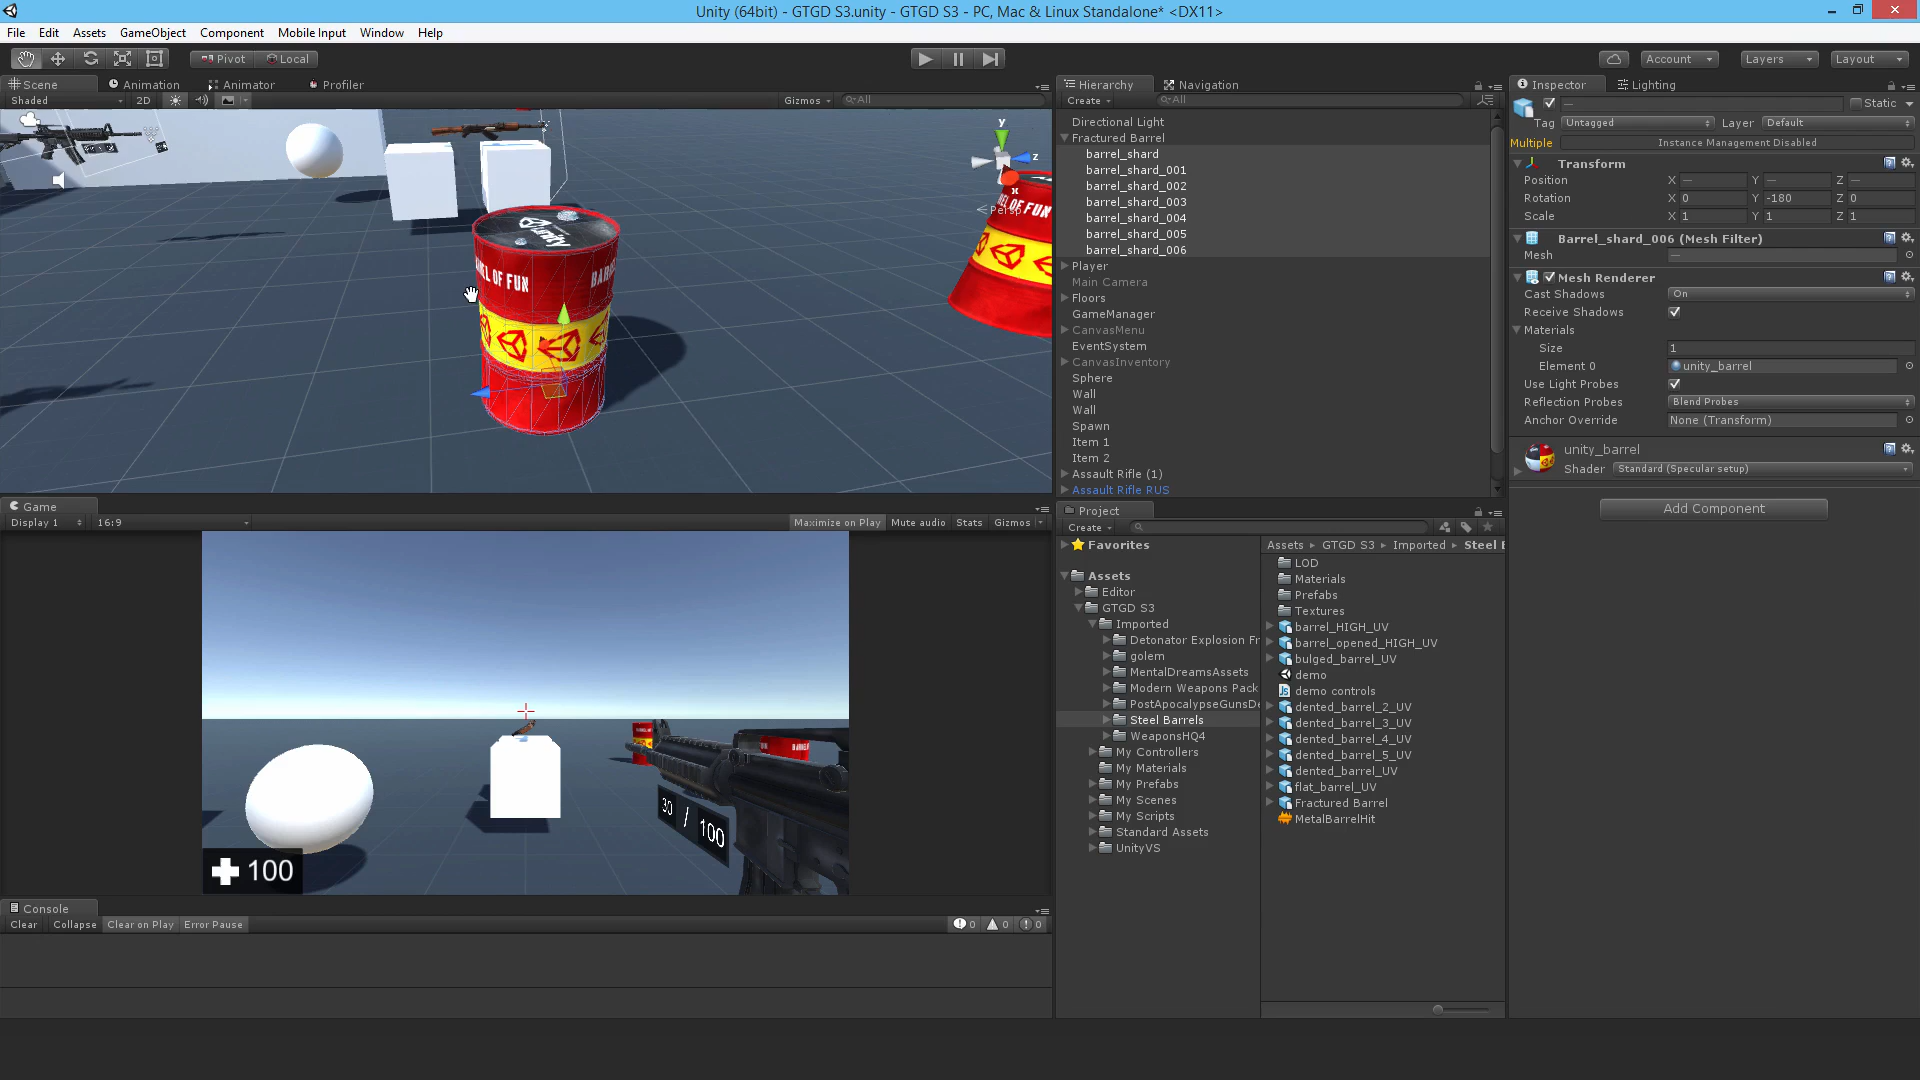 Unity (64bit) - GTGD S3.unity - GTGD S3 - PC, Mac & Linux Standalone* <DX11>
File Edit Assets GameObject Component Mobile Input Window Help
Pivot Local Account Layers Layout
Scene Animation Animator Profiler
Shaded 2D Gizmos All
y
z
x
Persp
unity
BARREL OF FUN
OF FUN
Hierarchy Navigation
Create All
Directional Light
Fractured Barrel
barrel_shard
barrel_shard_001
barrel_shard_002
barrel_shard_003
barrel_shard_004
barrel_shard_005
barrel_shard_006
Player
Main Camera
Floors
GameManager
CanvasMenu
EventSystem
CanvasInventory
Sphere
Wall
Wall
Spawn
Item 1
Item 2
Assault Rifle (1)
Assault Rifle RUS
Inspector Lighting
— Static
Tag Untagged Layer Default
Multiple Instance Management Disabled
Transform
Position X — Y — Z —
Rotation X 0 Y -180 Z 0
Scale X 1 Y 1 Z 1
Barrel_shard_006 (Mesh Filter)
Mesh —
Mesh Renderer
Cast Shadows On
Receive Shadows
Materials
Size 1
Element 0 unity_barrel
Use Light Probes
Reflection Probes Blend Probes
Anchor Override None (Transform)
unity_barrel
Shader Standard (Specular setup)
Add Component
Game
Display 1 16:9 Maximize on Play Mute audio Stats Gizmos
30 / 100
100
Project
Create
Favorites
Assets
Editor
GTGD S3
Imported
Detonator Explosion Fr
golem
MentalDreamsAssets
Modern Weapons Pack
PostApocalypseGunsDe
Steel Barrels
WeaponsHQ4
My Controllers
My Materials
My Prefabs
My Scenes
My Scripts
Standard Assets
UnityVS
Assets GTGD S3 Imported Steel B
LOD
Materials
Prefabs
Textures
barrel_HIGH_UV
barrel_opened_HIGH_UV
bulged_barrel_UV
demo
demo controls
dented_barrel_2_UV
dented_barrel_3_UV
dented_barrel_4_UV
dented_barrel_5_UV
dented_barrel_UV
flat_barrel_UV
Fractured Barrel
MetalBarrelHit
Console
Clear Collapse Clear on Play Error Pause 0 0 0